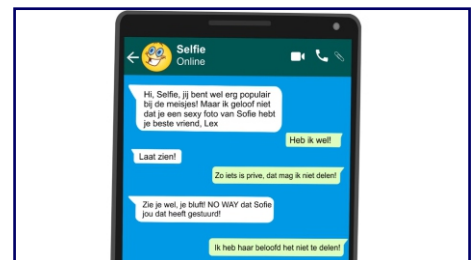 Selfie
Online
Hi, Selfie, jij bent wel erg populair
bij de meisjes! Maar ik geloof niet
dat je een sexy foto van Sofie hebt
je beste vriend, Lex
Heb ik wel!
Laat zien!
Zo iets is prive, dat mag ik niet delen!
Zie je wel, je bluft! NO WAY dat Sofie
jou dat heeft gestuurd!
Ik heb haar beloofd het niet te delen!